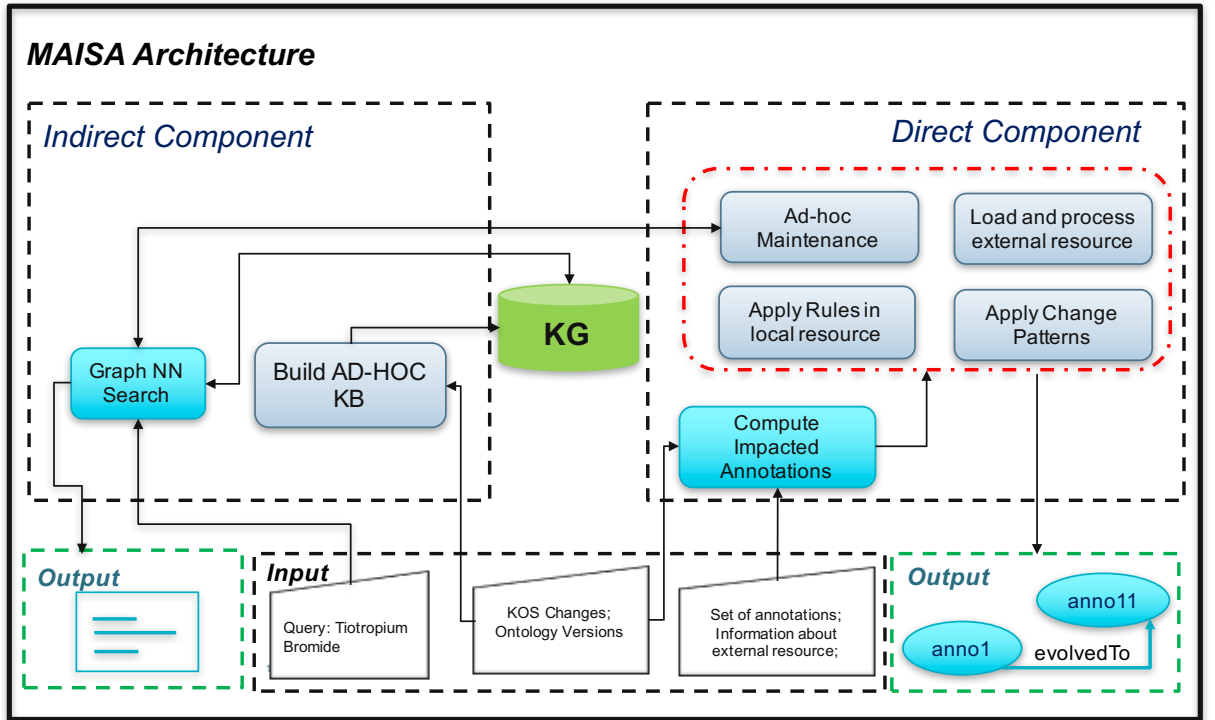 MAISA Architecture
Indirect Component
Direct Component
Ad-hoc
Maintenance
Load and process
external resource
Apply Rules in
local resource
Apply Change
Patterns
KG
Graph NN
Search
Build AD-HOC
KB
Compute
Impacted
Annotations
Output
Input
Query: Tiotropium
Bromide
KOS Changes;
Ontology Versions
Set of annotations;
Information about
external resource;
Output
anno11
anno1
evolvedTo